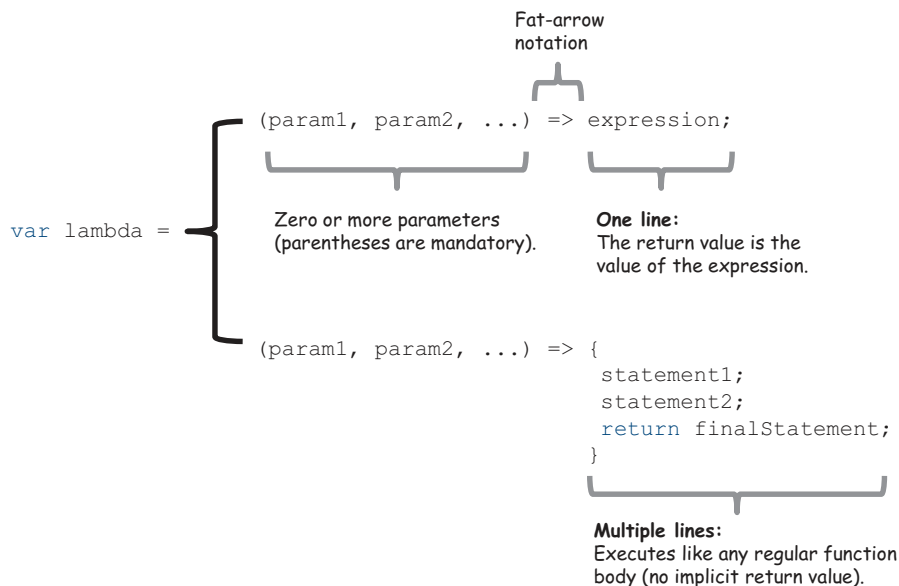 Fat-arrow
notation
(param1, param2, ...) => expression;
Zero or more parameters
(parentheses are mandatory).
One line:
The return value is the
value of the expression.
var lambda =
(param1, param2, ...) => {
statement1;
statement2;
return finalStatement;
}
Multiple lines:
Executes like any regular function
body (no implicit return value).